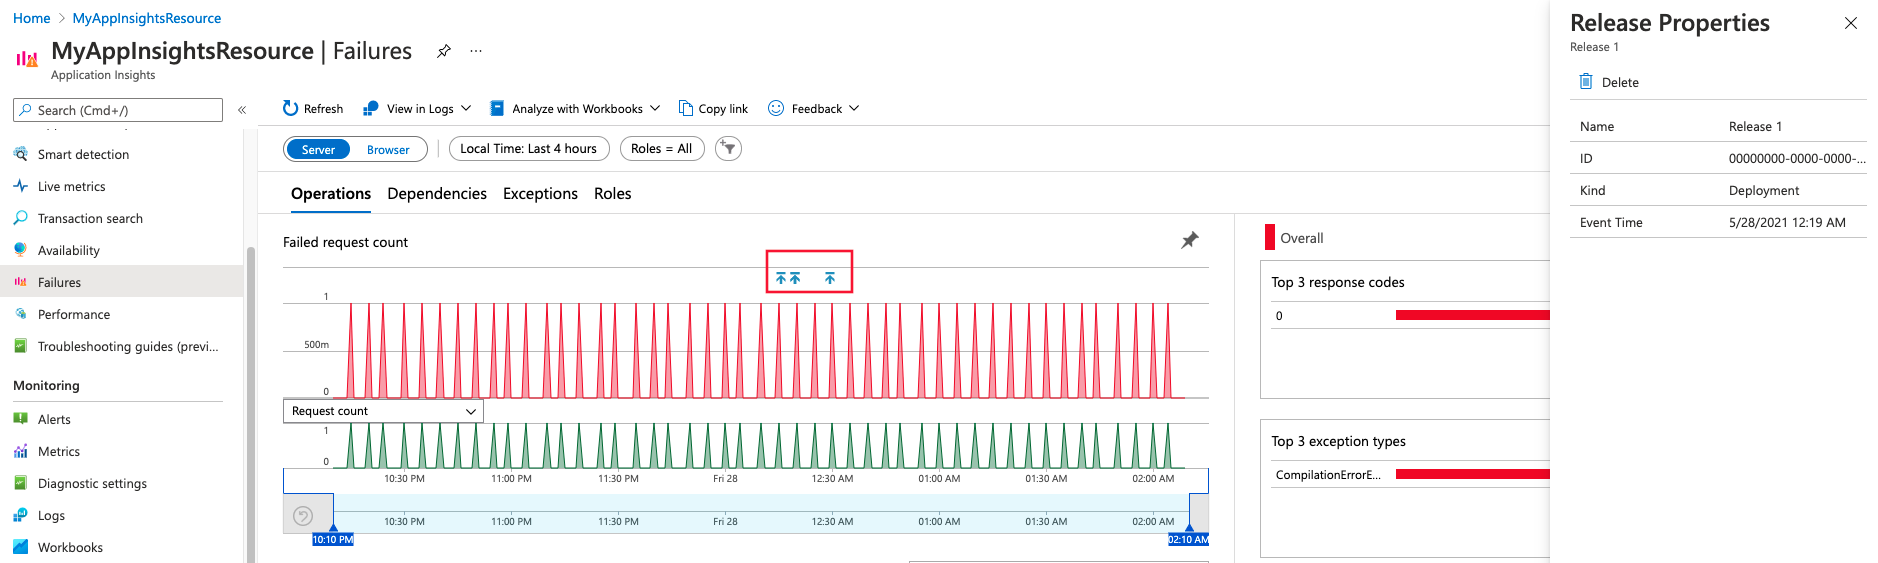 Home > MyAppInsightsResource
MyAppInsightsResource | Failures
...
Application Insights
Search (Cmd+/)
«
Smart detection
Live metrics
Transaction search
Availability
Failures
Performance
Troubleshooting guides (previ...
Monitoring
Alerts
Metrics
Diagnostic settings
Logs
Workbooks
Refresh
View in Logs
Analyze with Workbooks
Copy link
Feedback
Server
Browser
Local Time: Last 4 hours
Roles = All
Operations
Dependencies
Exceptions
Roles
Failed request count
1
500m
0
Request count
1
0
10:30 PM 11:00 PM 11:30 PM Fri 28 12:30 AM 01:00 AM 01:30 AM 02:00 AM
10:30 PM 11:00 PM 11:30 PM Fri 28 12:30 AM 01:00 AM 01:30 AM 02:00 AM
10:10 PM 02:10 AM
Overall
Top 3 response codes
0
Top 3 exception types
CompilationErrorE...
Release Properties
Release 1
Delete
Name Release 1
ID 00000000-0000-0000-...
Kind Deployment
Event Time 5/28/2021 12:19 AM